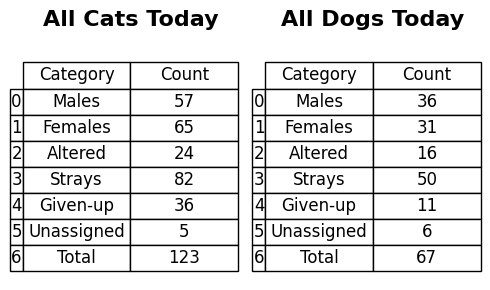 All Cats Today
Category Count
0 Males 57
1 Females 65
2 Altered 24
3 Strays 82
4 Given-up 36
5 Unassigned 5
6 Total 123
All Dogs Today
Category Count
0 Males 36
1 Females 31
2 Altered 16
3 Strays 50
4 Given-up 11
5 Unassigned 6
6 Total 67